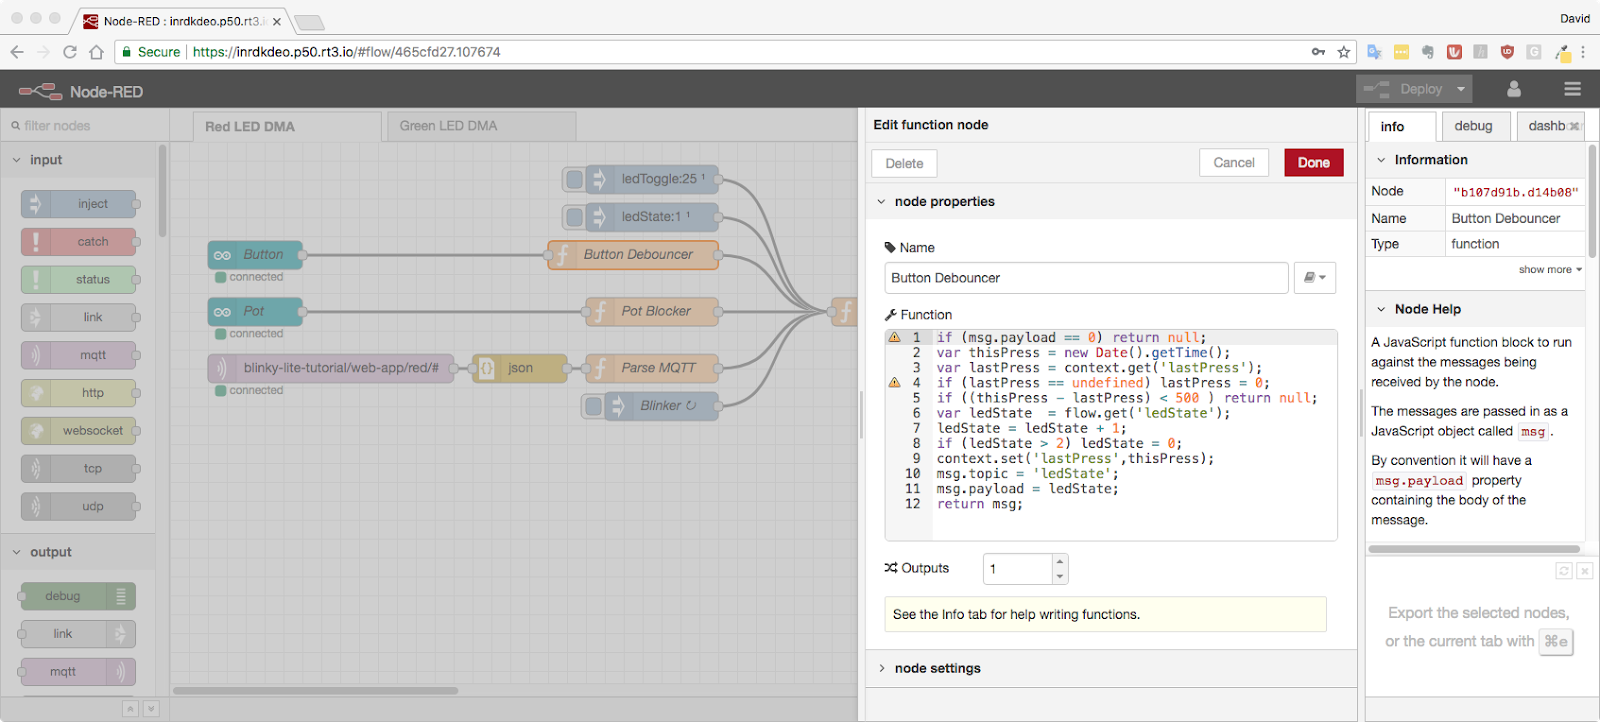 Node-RED : inrdkdeo.p50.rt3.i
David
Secure
https://inrdkdeo.p50.rt3.io/#flow/465cfd27.107674
Node-RED
Deploy
filter nodes
input
inject
catch
status
link
mqtt
http
websocket
tcp
udp
output
debug
link
mqtt
Red LED DMA
Green LED DMA
ledToggle:25 ¹
ledState:1 ¹
Button
connected
Button Debouncer
Pot
connected
Pot Blocker
blinky-lite-tutorial/web-app/red/#
connected
json
Parse MQTT
Blinker ↻
Edit function node
Delete
Cancel
Done
node properties
Name
Button Debouncer
Function
1 if (msg.payload == 0) return null;
2 var thisPress = new Date().getTime();
3 var lastPress = context.get('lastPress');
4 if (lastPress == undefined) lastPress = 0;
5 if ((thisPress - lastPress) < 500 ) return null;
6 var ledState  = flow.get('ledState');
7 ledState = ledState + 1;
8 if (ledState > 2) ledState = 0;
9 context.set('lastPress',thisPress);
10 msg.topic = 'ledState';
11 msg.payload = ledState;
12 return msg;
Outputs
1
See the Info tab for help writing functions.
node settings
info
debug
dashb
Information
Node "b107d91b.d14b08"
Name Button Debouncer
Type function
show more
Node Help
A JavaScript function block to run
against the messages being
received by the node.
The messages are passed in as a
JavaScript object called msg .
By convention it will have a
msg.payload property
containing the body of the
message.
Export the selected nodes,
or the current tab with ⌘e